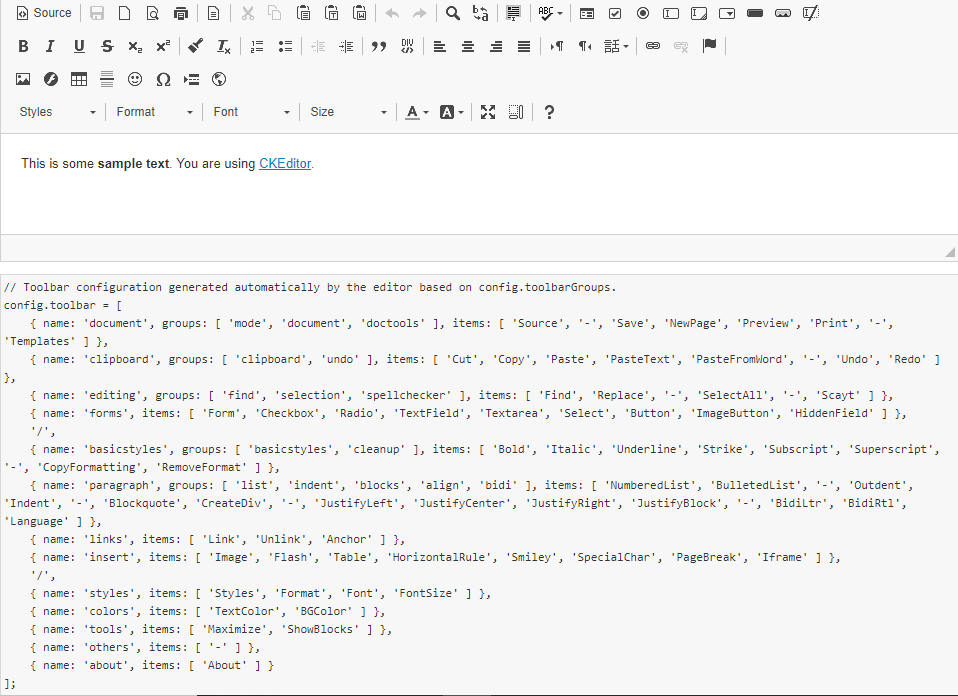 Source
ABC
B I U S x₂ x² Tx
DIV
話
Styles Format Font Size A A ?
This is some sample text. You are using CKEditor.
// Toolbar configuration generated automatically by the editor based on config.toolbarGroups.
config.toolbar = [
    { name: 'document', groups: [ 'mode', 'document', 'doctools' ], items: [ 'Source', '-', 'Save', 'NewPage', 'Preview', 'Print', '-',
'Templates' ] },
    { name: 'clipboard', groups: [ 'clipboard', 'undo' ], items: [ 'Cut', 'Copy', 'Paste', 'PasteText', 'PasteFromWord', '-', 'Undo', 'Redo' ]
},
    { name: 'editing', groups: [ 'find', 'selection', 'spellchecker' ], items: [ 'Find', 'Replace', '-', 'SelectAll', '-', 'Scayt' ] },
    { name: 'forms', items: [ 'Form', 'Checkbox', 'Radio', 'TextField', 'Textarea', 'Select', 'Button', 'ImageButton', 'HiddenField' ] },
    '/',
    { name: 'basicstyles', groups: [ 'basicstyles', 'cleanup' ], items: [ 'Bold', 'Italic', 'Underline', 'Strike', 'Subscript', 'Superscript',
'-', 'CopyFormatting', 'RemoveFormat' ] },
    { name: 'paragraph', groups: [ 'list', 'indent', 'blocks', 'align', 'bidi' ], items: [ 'NumberedList', 'BulletedList', '-', 'Outdent',
'Indent', '-', 'Blockquote', 'CreateDiv', '-', 'JustifyLeft', 'JustifyCenter', 'JustifyRight', 'JustifyBlock', '-', 'BidiLtr', 'BidiRtl',
'Language' ] },
    { name: 'links', items: [ 'Link', 'Unlink', 'Anchor' ] },
    { name: 'insert', items: [ 'Image', 'Flash', 'Table', 'HorizontalRule', 'Smiley', 'SpecialChar', 'PageBreak', 'Iframe' ] },
    '/',
    { name: 'styles', items: [ 'Styles', 'Format', 'Font', 'FontSize' ] },
    { name: 'colors', items: [ 'TextColor', 'BGColor' ] },
    { name: 'tools', items: [ 'Maximize', 'ShowBlocks' ] },
    { name: 'others', items: [ '-' ] },
    { name: 'about', items: [ 'About' ] }
];